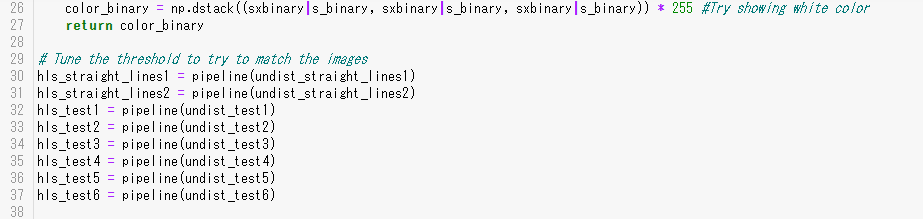 26     color_binary = np.dstack((sxbinary|s_binary, sxbinary|s_binary, sxbinary|s_binary)) * 255 #Try showing white color
27     return color_binary
28
29 # Tune the threshold to try to match the images
30 hls_straight_lines1 = pipeline(undist_straight_lines1)
31 hls_straight_lines2 = pipeline(undist_straight_lines2)
32 hls_test1 = pipeline(undist_test1)
33 hls_test2 = pipeline(undist_test2)
34 hls_test3 = pipeline(undist_test3)
35 hls_test4 = pipeline(undist_test4)
36 hls_test5 = pipeline(undist_test5)
37 hls_test6 = pipeline(undist_test6)
38